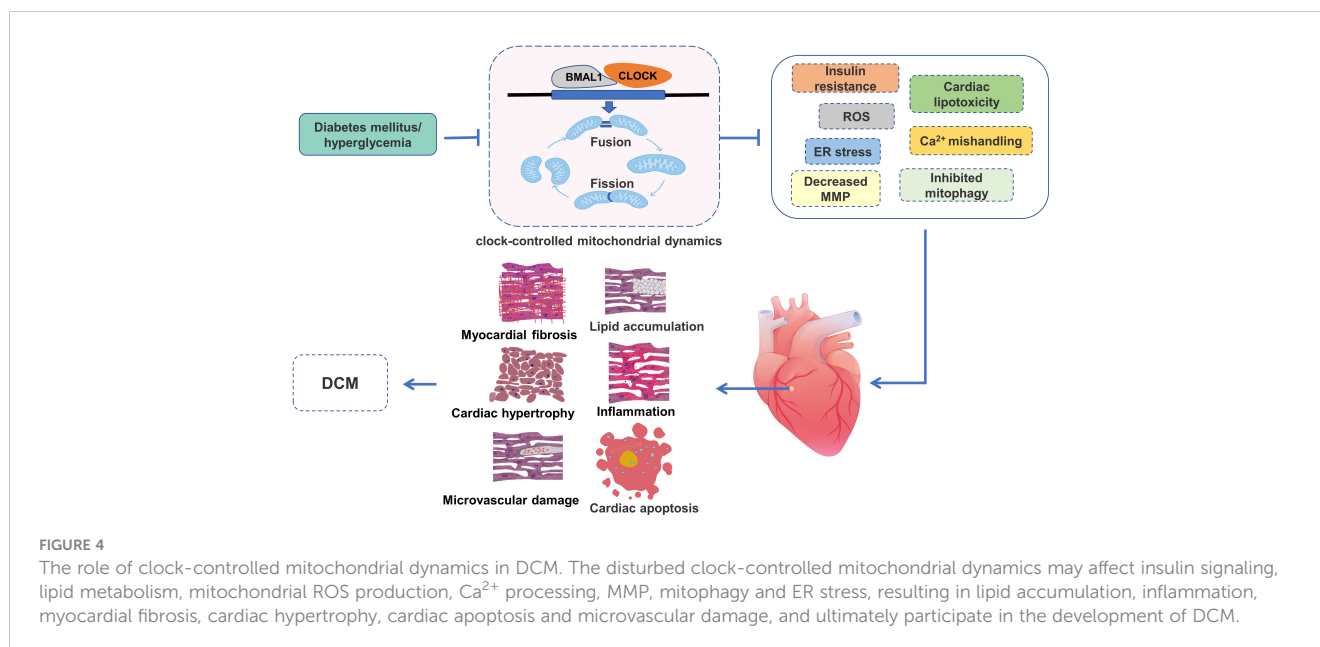 BMAL1
CLOCK
Diabetes mellitus/
hyperglycemia
Fusion
Fission
clock-controlled mitochondrial dynamics
Insulin
resistance
Cardiac
lipotoxicity
ROS
Ca²⁺ mishandling
ER stress
Decreased
MMP
Inhibited
mitophagy
Myocardial fibrosis
Lipid accumulation
DCM
Cardiac hypertrophy
Inflammation
Microvascular damage
Cardiac apoptosis
FIGURE 4
The role of clock-controlled mitochondrial dynamics in DCM. The disturbed clock-controlled mitochondrial dynamics may affect insulin signaling,
lipid metabolism, mitochondrial ROS production, Ca²⁺ processing, MMP, mitophagy and ER stress, resulting in lipid accumulation, inflammation,
myocardial fibrosis, cardiac hypertrophy, cardiac apoptosis and microvascular damage, and ultimately participate in the development of DCM.